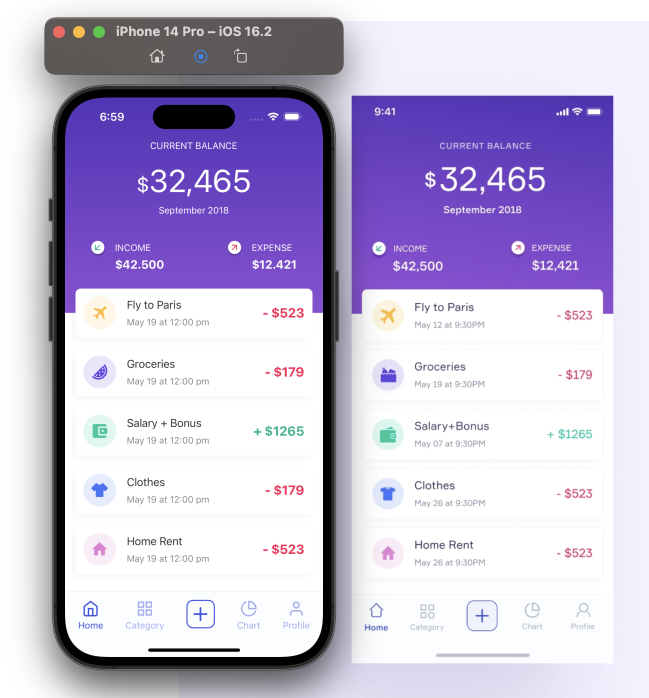 iPhone 14 Pro – iOS 16.2
6:59
CURRENT BALANCE
$32,465
September 2018
INCOME
$42.500
EXPENSE
$12.421
Fly to Paris
May 19 at 12:00 pm
- $523
Groceries
May 19 at 12:00 pm
- $179
Salary + Bonus
May 19 at 12:00 pm
+ $1265
Clothes
May 19 at 12:00 pm
- $179
Home Rent
May 19 at 12:00 pm
- $523
Home
Category
Chart
Profile
9:41
CURRENT BALANCE
$32,465
September 2018
INCOME
$42,500
EXPENSE
$12,421
Fly to Paris
May 12 at 9:30PM
- $523
Groceries
May 19 at 9:30PM
- $179
Salary+Bonus
May 07 at 9:30PM
+ $1265
Clothes
May 26 at 9:30PM
- $523
Home Rent
May 26 at 9:30PM
- $523
Home
Category
Chart
Profile